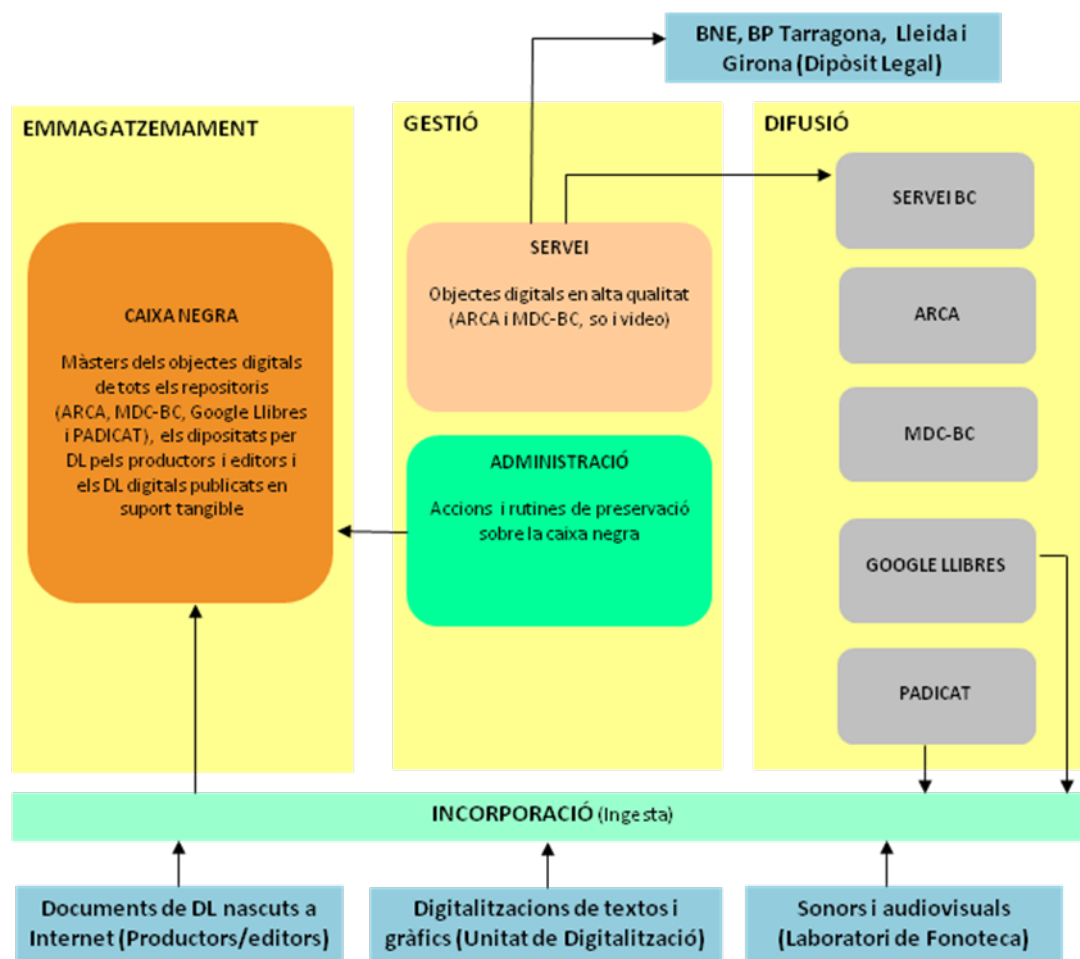 BNE, BP Tarragona, Lleida i
Girona (Dipòsit Legal)
EMMAGATZEMAMENT
GESTIÓ
DIFUSIÓ
CAIXA NEGRA
Màsters dels objectes digitals
de tots els repositoris
(ARCA, MDC-BC, Google Llibres
i PADICAT), els dipositats per
DL pels productors i editors i
els DL digitals publicats en
suport tangible
SERVEI
Objectes digitals en alta qualitat
(ARCA i MDC-BC, so i video)
ADMINISTRACIÓ
Accions i rutines de preservació
sobre la caixa negra
SERVEI BC
ARCA
MDC-BC
GOOGLE LLIBRES
PADICAT
INCORPORACIÓ (Ingesta)
Documents de DL nascuts a
Internet (Productors/editors)
Digitalitzacions de textos i
gràfics (Unitat de Digitalització)
Sonors i audiovisuals
(Laboratori de Fonoteca)